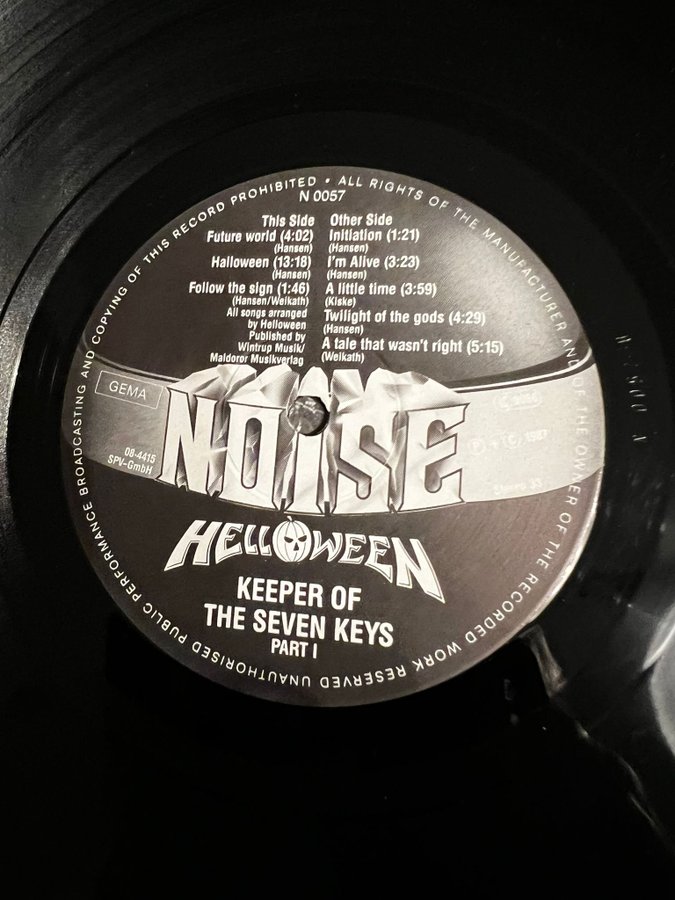 UNAUTHORISED PUBLIC PERFORMANCE BROADCASTING AND COPYING OF THIS RECORD PROHIBITED • ALL RIGHTS OF THE MANUFACTURER AND OF THE OWNER OF THE RECORDED WORK RESERVED
N 0057
This Side
Future world (4:02)
(Hansen)
Halloween (13:18)
(Hansen)
Follow the sign (1:46)
(Hansen/Weikath)
All songs arranged
by Helloween
Published by
Wintrup Musik/
Maldoror Musikverlag
Other Side
Initiation (1:21)
(Hansen)
I'm Alive (3:23)
(Hansen)
A little time (3:59)
(Kiske)
Twilight of the gods (4:29)
(Hansen)
A tale that wasn't right (5:15)
(Weikath)
GEMA
08-4415
SPV-GmbH
NOISE
Ⓟ + Ⓒ 1987
Stereo 33
HELLOWEEN
KEEPER OF
THE SEVEN KEYS
PART I